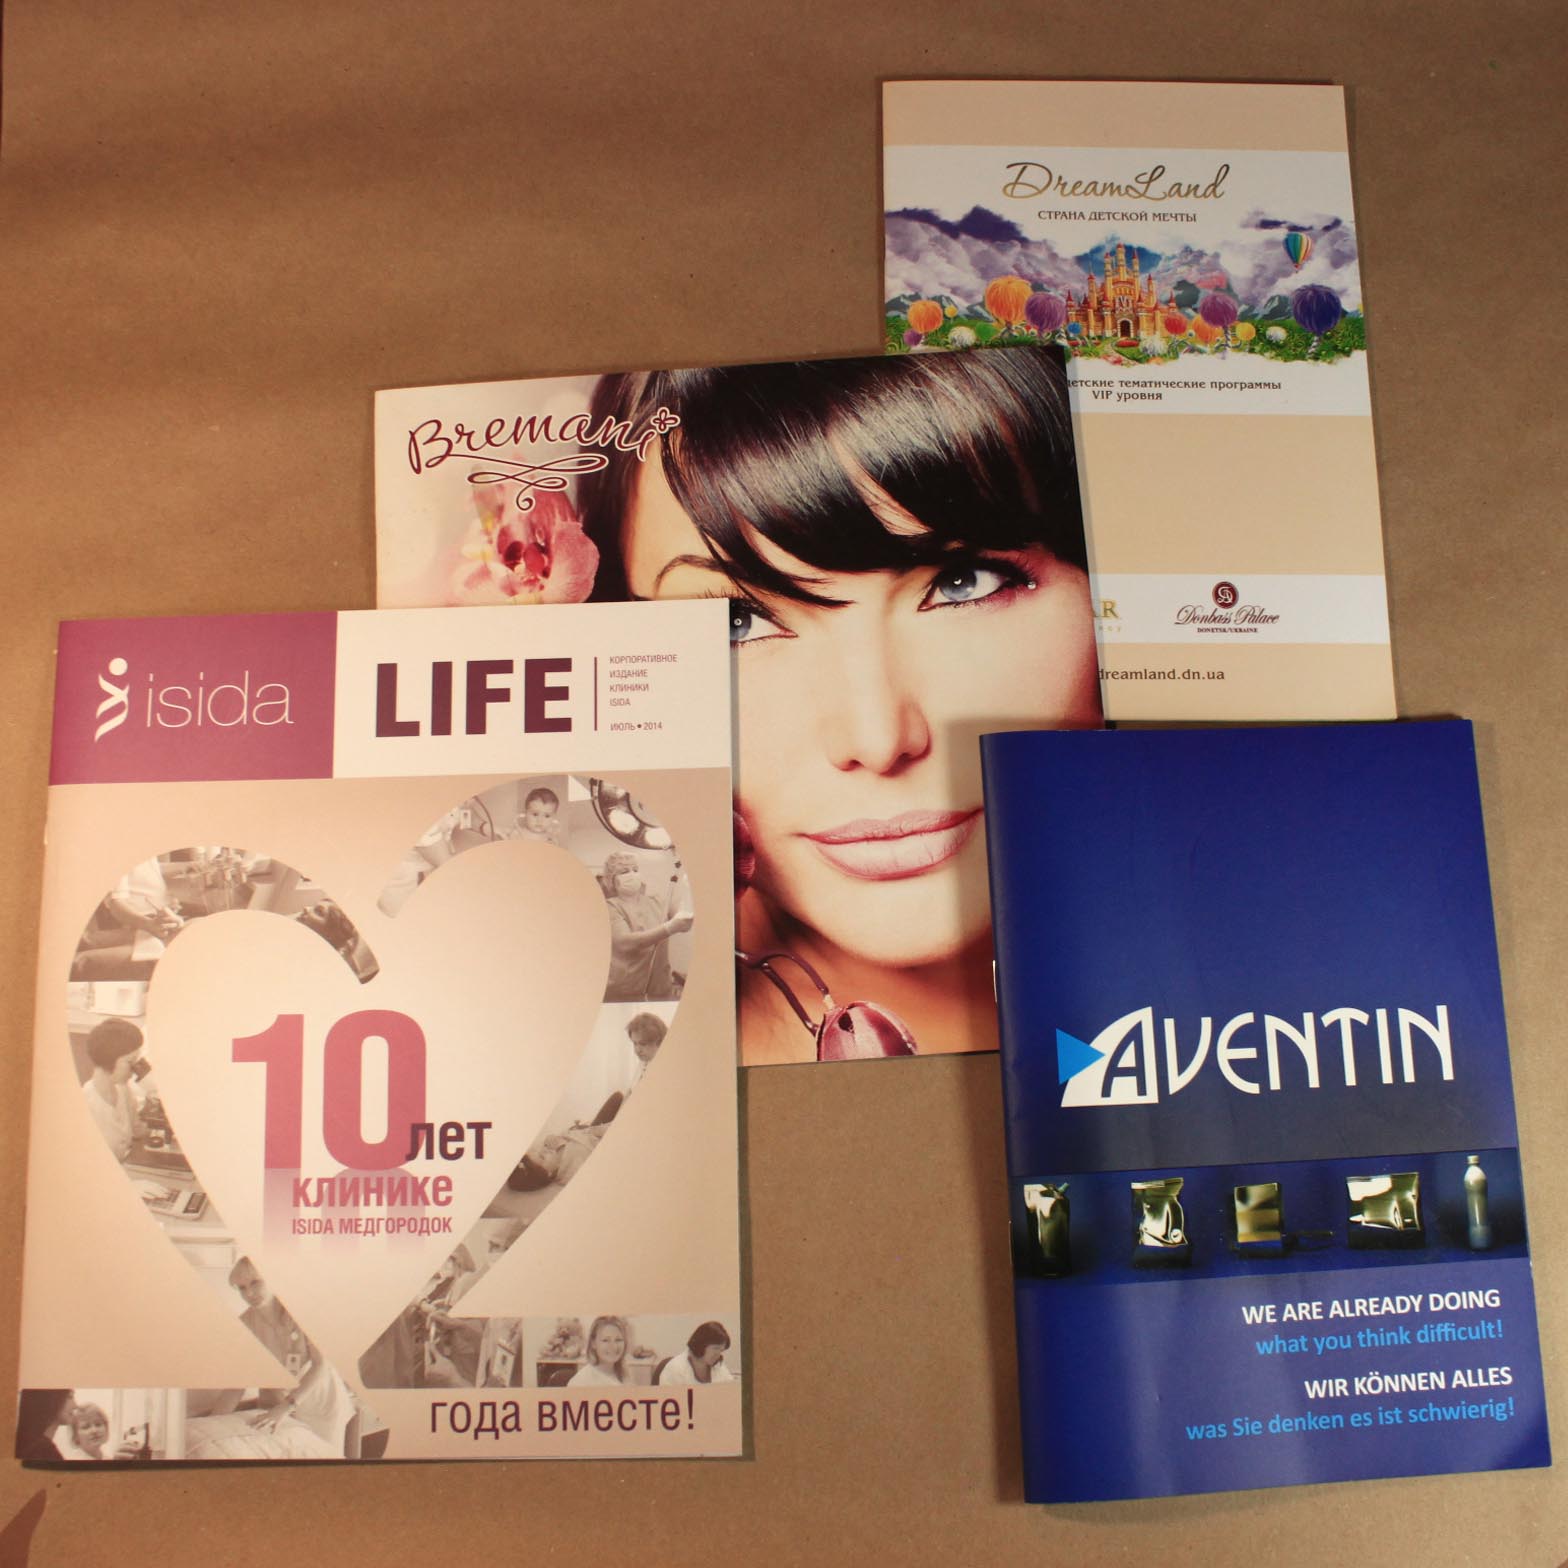 DreamLand
СТРАНА ДЕТСКОЙ МЕЧТЫ
детские тематические программы
VIP уровня
Donbass Palace
DONETSK/UKRAINE
dreamland.dn.ua
Bremani
isida
LIFE
КОРПОРАТИВНОЕ
ИЗДАНИЕ
КЛИНИКИ
ISIDA
ИЮЛЬ • 2014
10 лет
клинике
ISIDA МЕДГОРОДОК
года вместе!
AVENTIN
WE ARE ALREADY DOING
what you think difficult!
WIR KÖNNEN ALLES
was Sie denken es ist schwierig!